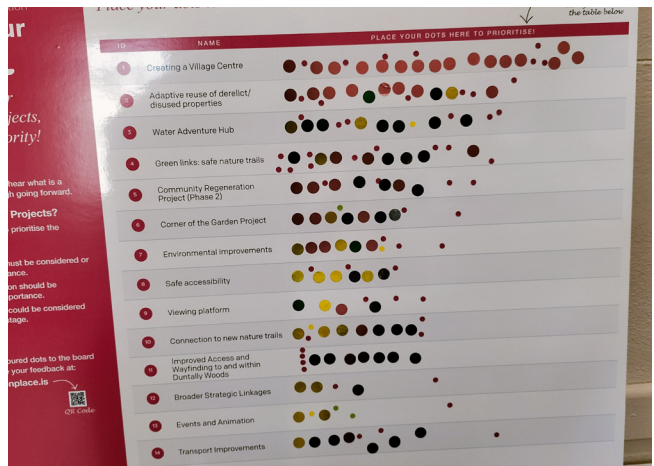 ur
jects,
ority!
hear what is a
gh going forward.
Projects?
prioritise the
must be considered or
ance.
on should be
portance.
could be considered
tage.
oured dots to the board
your feedback at:
onplace.is
QR Code
Place your dots
the table below
ID NAME PLACE YOUR DOTS HERE TO PRIORITISE!
1 Creating a Village Centre
2 Adaptive reuse of derelict/
disused properties
3 Water Adventure Hub
4 Green links: safe nature trails
5 Community Regeneration
Project (Phase 2)
6 Corner of the Garden Project
7 Environmental improvements
8 Safe accessibility
9 Viewing platform
10 Connection to new nature trails
11 Improved Access and
Wayfinding to and within
Duntally Woods
12 Broader Strategic Linkages
13 Events and Animation
14 Transport Improvements